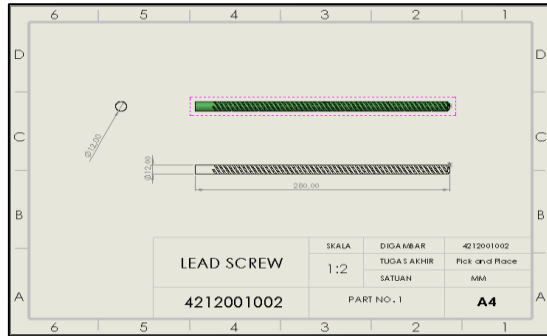 6 5 4 3 2 1
D D
C C
B B
A A
Ø12,00
Ø12,00
280,00
LEAD SCREW
4212001002
SKALA
1:2
DIGAMBAR 4212001002
TUGAS AKHIR Pick and Place
SATUAN MM
PART NO. 1
A4
6 5 4 3 2 1